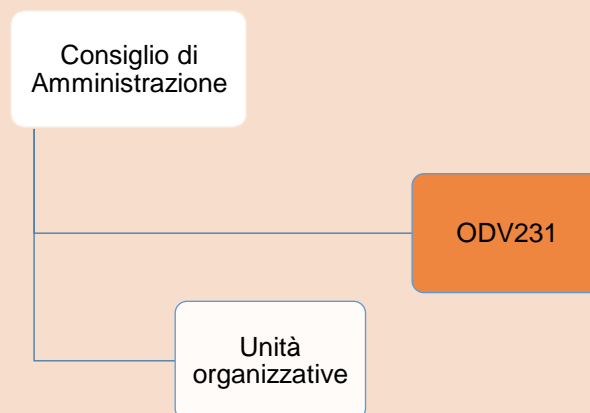 Consiglio di
Amministrazione
ODV231
Unità
organizzative